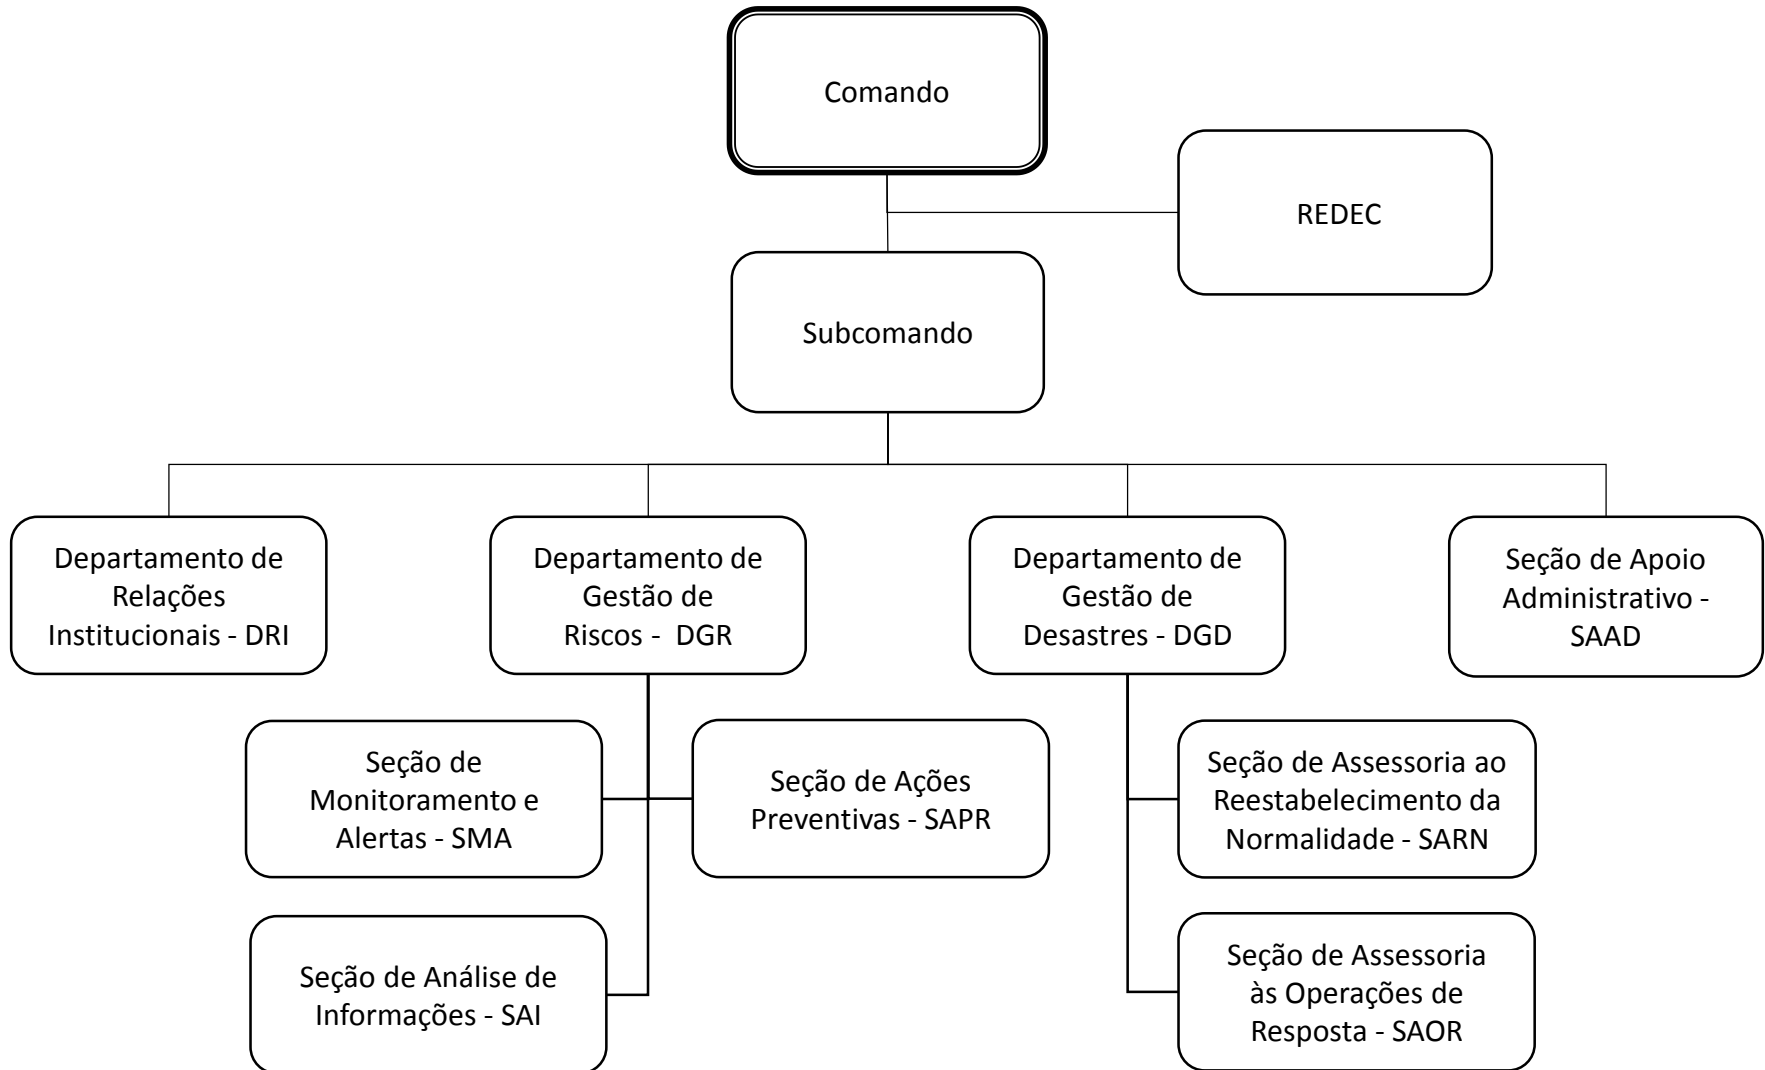 Comando
REDEC
Subcomando
Departamento de
Relações
Institucionais - DRI
Departamento de
Gestão de
Riscos -  DGR
Departamento de
Gestão de
Desastres - DGD
Seção de Apoio
Administrativo -
SAAD
Seção de
Monitoramento e
Alertas - SMA
Seção de Ações
Preventivas - SAPR
Seção de Assessoria ao
Reestabelecimento da
Normalidade - SARN
Seção de Análise de
Informações - SAI
Seção de Assessoria
às Operações de
Resposta - SAOR